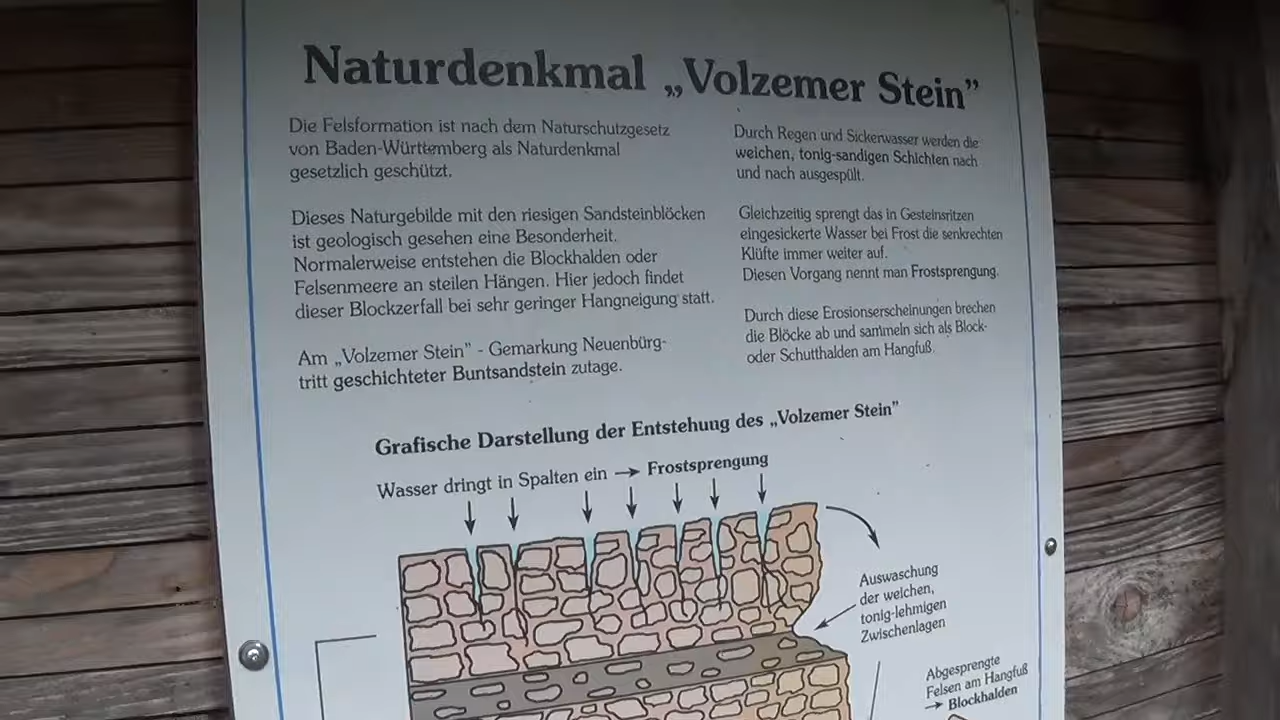 Naturdenkmal „Volzemer Stein”
Die Felsformation ist nach dem Naturschutzgesetz
von Baden-Württemberg als Naturdenkmal
gesetzlich geschützt.
Dieses Naturgebilde mit den riesigen Sandsteinblöcken
ist geologisch gesehen eine Besonderheit.
Normalerweise entstehen die Blockhalden oder
Felsenmeere an steilen Hängen. Hier jedoch findet
dieser Blockzerfall bei sehr geringer Hangneigung statt.
Am „Volzemer Stein” - Gemarkung Neuenbürg-
tritt geschichteter Buntsandstein zutage.
Durch Regen und Sickerwasser werden die
weichen, tonig-sandigen Schichten nach
und nach ausgespült.
Gleichzeitig sprengt das in Gesteinsritzen
eingesickerte Wasser bei Frost die senkrechten
Klüfte immer weiter auf.
Diesen Vorgang nennt man Frostsprengung.
Durch diese Erosionserscheinungen brechen
die Blöcke ab und sammeln sich als Block-
oder Schutthalden am Hangfuß.
Grafische Darstellung der Entstehung des „Volzemer Stein”
Wasser dringt in Spalten ein → Frostsprengung
Auswaschung
der weichen,
tonig-lehmigen
Zwischenlagen
Abgesprengte
Felsen am Hangfuß
→ Blockhalden